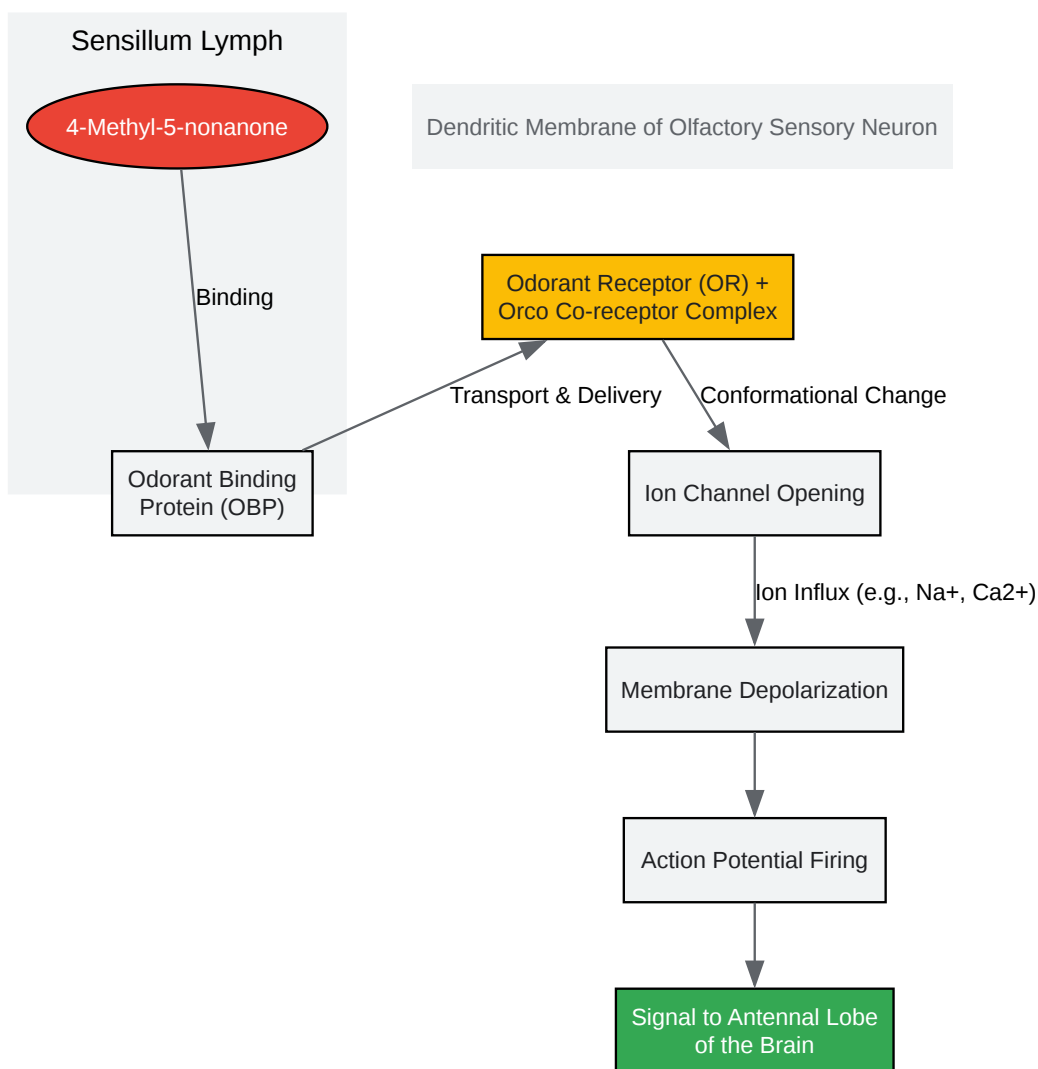 Sensillum Lymph
4-Methyl-5-nonanone
Dendritic Membrane of Olfactory Sensory Neuron
Binding
Odorant Receptor (OR) +
Orco Co-receptor Complex
Transport & Delivery
Conformational Change
Odorant Binding
Protein (OBP)
Ion Channel Opening
Ion Influx (e.g., Na+, Ca2+)
Membrane Depolarization
Action Potential Firing
Signal to Antennal Lobe
of the Brain